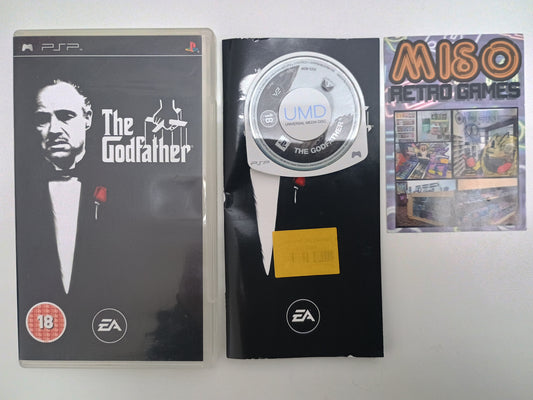 PSP
The
Godfather
18
EA
UMD
UNIVERSAL MEDIA DISC
18
THE GODFATHER
PSP
EA
MISO
RETRO GAMES